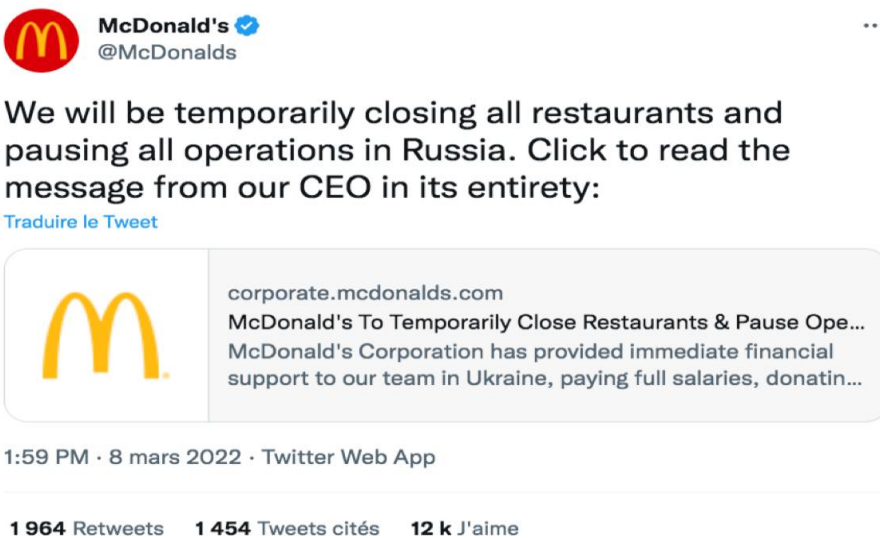 McDonald's
@McDonalds
We will be temporarily closing all restaurants and
pausing all operations in Russia. Click to read the
message from our CEO in its entirety:
Traduire le Tweet
corporate.mcdonalds.com
McDonald's To Temporarily Close Restaurants & Pause Ope...
McDonald's Corporation has provided immediate financial
support to our team in Ukraine, paying full salaries, donatin...
1:59 PM · 8 mars 2022 · Twitter Web App
1 964 Retweets 1 454 Tweets cités 12 k J'aime